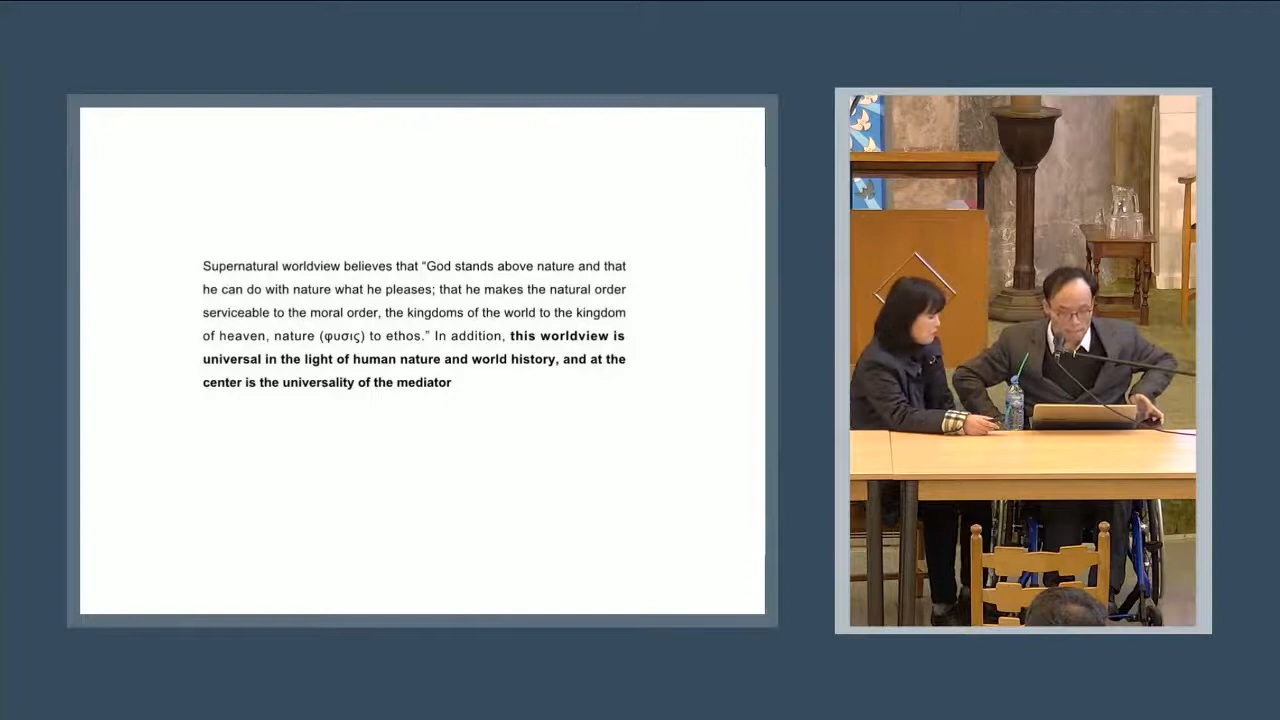 Supernatural worldview believes that “God stands above nature and that
he can do with nature what he pleases; that he makes the natural order
serviceable to the moral order, the kingdoms of the world to the kingdom
of heaven, nature (φυσις) to ethos.” In addition, this worldview is
universal in the light of human nature and world history, and at the
center is the universality of the mediator